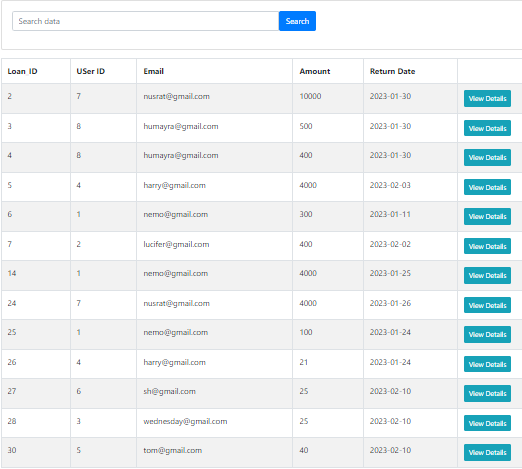 Search data Search
Loan ID USer ID Email Amount Return Date
2 7 nusrat@gmail.com 10000 2023-01-30 View Details
3 8 humayra@gmail.com 500 2023-01-30 View Details
4 8 humayra@gmail.com 400 2023-01-30 View Details
5 4 harry@gmail.com 4000 2023-02-03 View Details
6 1 nemo@gmail.com 300 2023-01-11 View Details
7 2 lucifer@gmail.com 400 2023-02-02 View Details
14 1 nemo@gmail.com 4000 2023-01-25 View Details
24 7 nusrat@gmail.com 4000 2023-01-26 View Details
25 1 nemo@gmail.com 100 2023-01-24 View Details
26 4 harry@gmail.com 21 2023-01-24 View Details
27 6 sh@gmail.com 25 2023-02-10 View Details
28 3 wednesday@gmail.com 25 2023-02-10 View Details
30 5 tom@gmail.com 40 2023-02-10 View Details